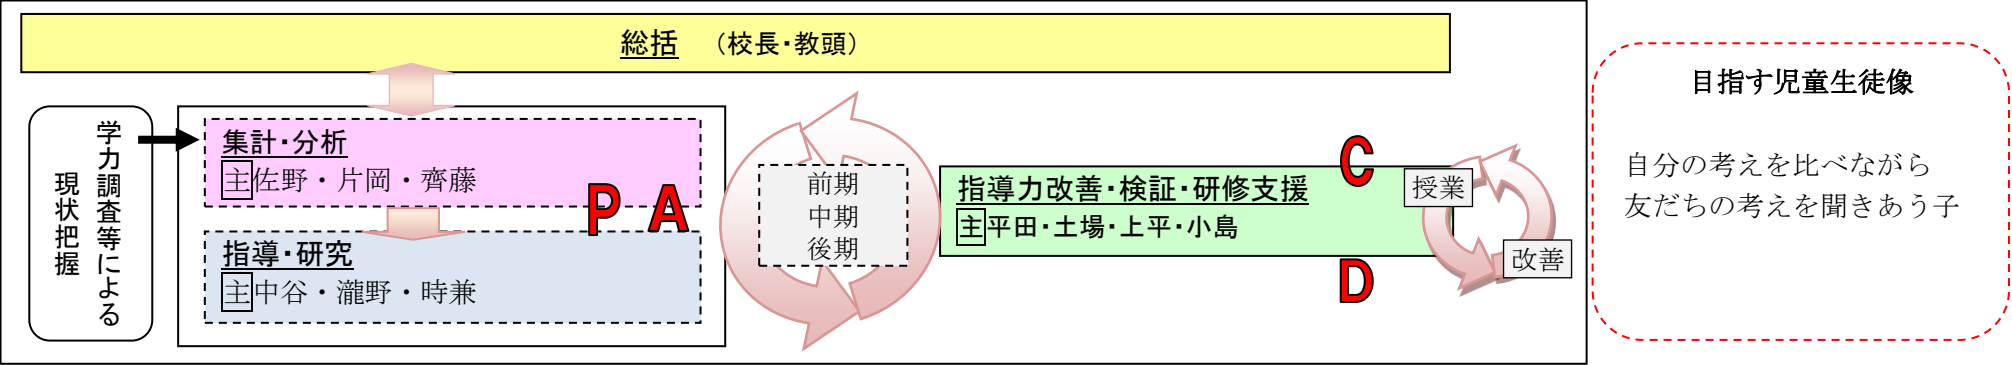 総括　（校長・教頭）
学力調査等による
現状把握
集計・分析
主佐野・片岡・齊藤
P A
指導・研究
主中谷・瀧野・時兼
前期
中期
後期
C
指導力改善・検証・研修支援
主平田・土場・上平・小島
D
授業
改善
目指す児童生徒像
自分の考えを比べながら
友だちの考えを聞きあう子